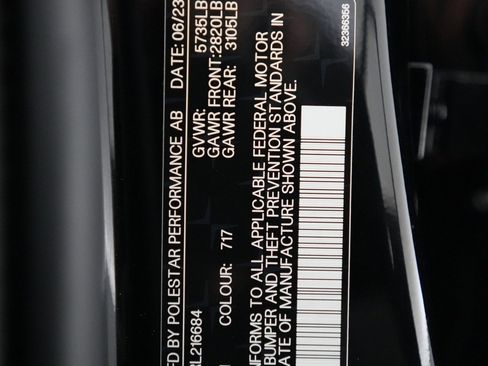 FD BY POLESTAR PERFORMANCE AB DATE: 06/23
L216684 GVWR: 5735LB
GAWR FRONT:2820LB
COLOUR: 717 GAWR REAR: 3105LB
NFORMS TO ALL APPLICABLE FEDERAL MOTOR
BUMPER AND THEFT PREVENTION STANDARDS IN
ATE OF MANUFACTURE SHOWN ABOVE.
32366356